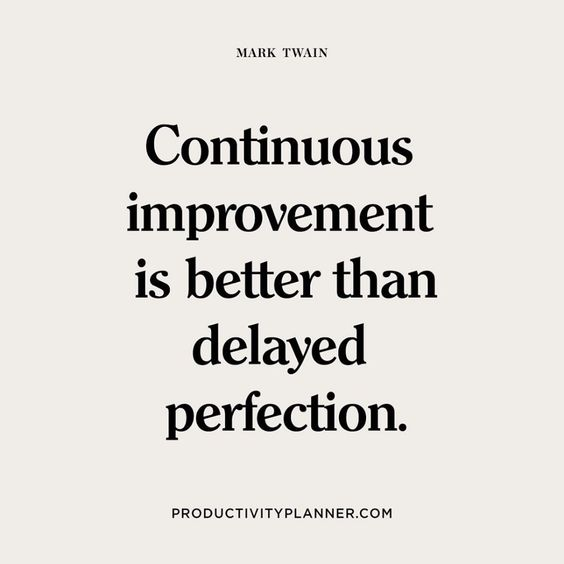 MARK TWAIN
Continuous
improvement
is better than
delayed
perfection.
PRODUCTIVITYPLANNER.COM